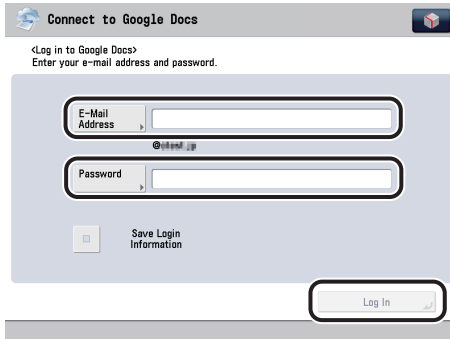 Connect to Google Docs
<Log in to Google Docs>
Enter your e-mail address and password.
E-Mail
Address
Password
Save Login
Information
Log In